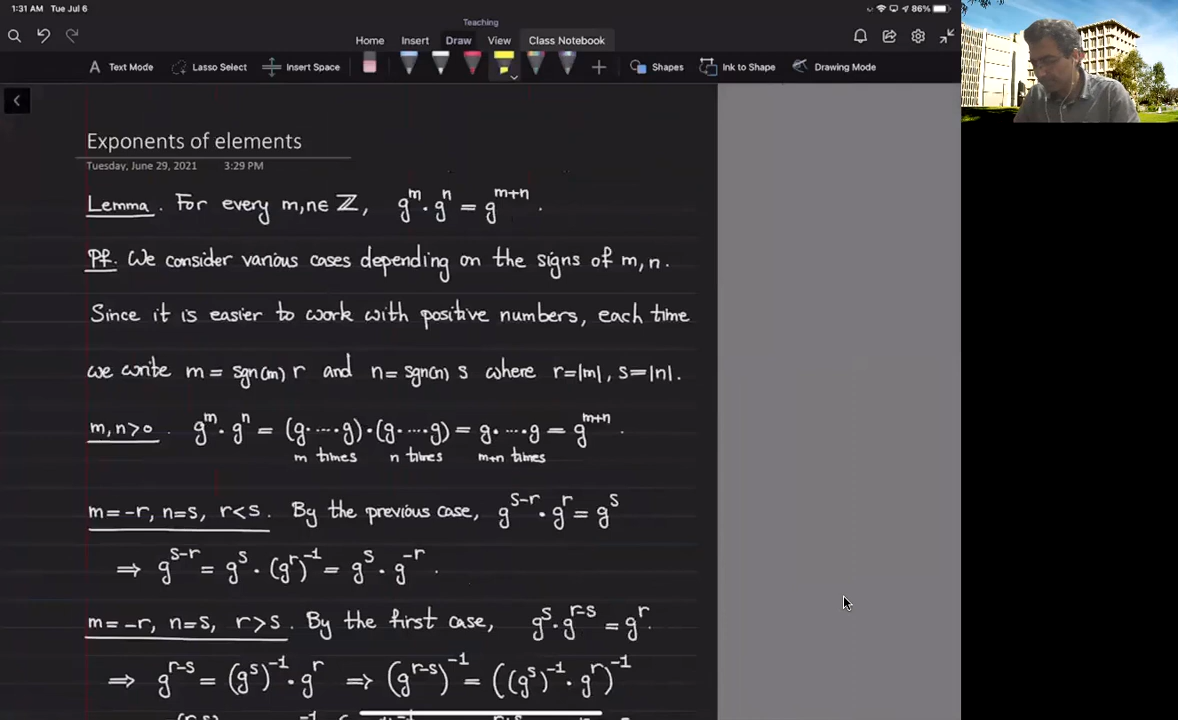 1:31 AM Tue Jul 6
86%
Teaching
Home Insert Draw View Class Notebook
Text Mode Lasso Select Insert Space Shapes Ink to Shape Drawing Mode
Exponents of elements
Tuesday, June 29, 2021 3:29 PM
Lemma. For every m,n∈ ℤ, g^m · g^n = g^{m+n}.
Pf. We consider various cases depending on the signs of m,n.
Since it is easier to work with positive numbers, each time
we write m = sgn(m) r and n = sgn(n) s where r=|m|, s=|n|.
m,n>0. g^m · g^n = (g· ... ·g)·(g· ... ·g) = g· ... ·g = g^{m+n}.
m times n times m+n times
m=-r, n=s, r<s. By the previous case, g^{s-r} · g^r = g^s
⇒ g^{s-r} = g^s · (g^r)^{-1} = g^s · g^{-r}.
m=-r, n=s, r>s. By the first case, g^s · g^{r-s} = g^r.
⇒ g^{r-s} = (g^s)^{-1} · g^r ⇒ (g^{r-s})^{-1} = ((g^s)^{-1} · g^r)^{-1}